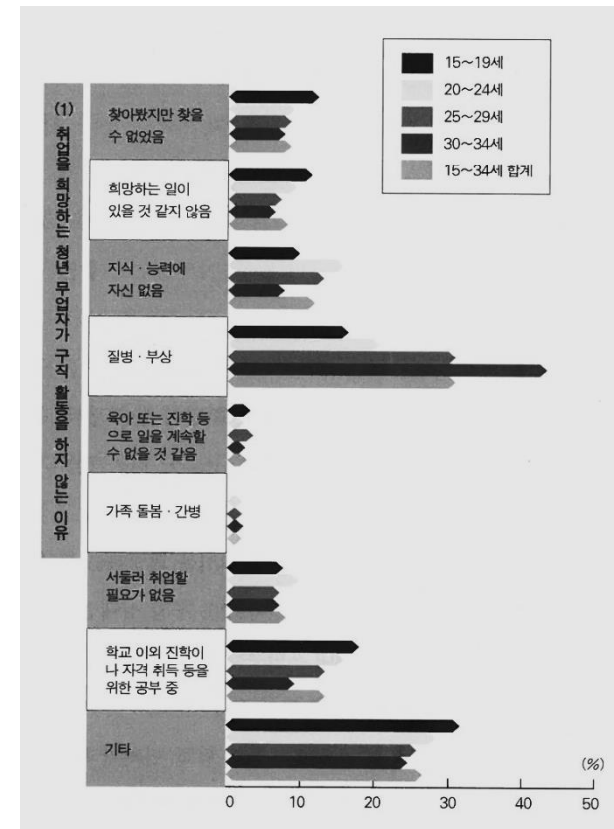 15~19세
20~24세
25~29세
30~34세
15~34세 합계
(1) 취업을 희망하는 청년 무업자가 구직 활동을 하지 않는 이유
찾아봤지만 찾을
수 없었음
희망하는 일이
있을 것 같지 않음
지식·능력에
자신 없음
질병·부상
육아 또는 진학 등
으로 일을 계속할
수 없을 것 같음
가족 돌봄·간병
서둘러 취업할
필요가 없음
학교 이외 진학이
나 자격 취득 등을
위한 공부 중
기타
(%)
0 10 20 30 40 50